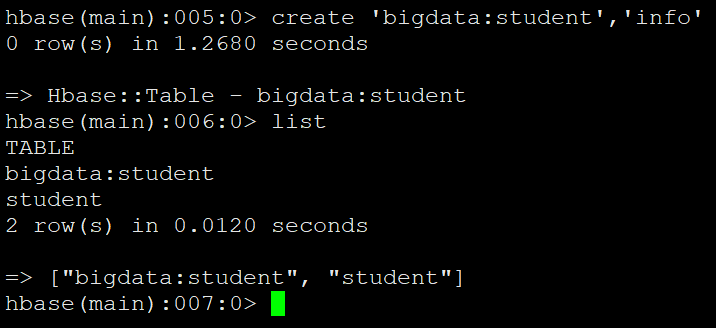 hbase(main):005:0> create 'bigdata:student','info'
0 row(s) in 1.2680 seconds
=> Hbase::Table - bigdata:student
hbase(main):006:0> list
TABLE
bigdata:student
student
2 row(s) in 0.0120 seconds
=> ["bigdata:student", "student"]
hbase(main):007:0>